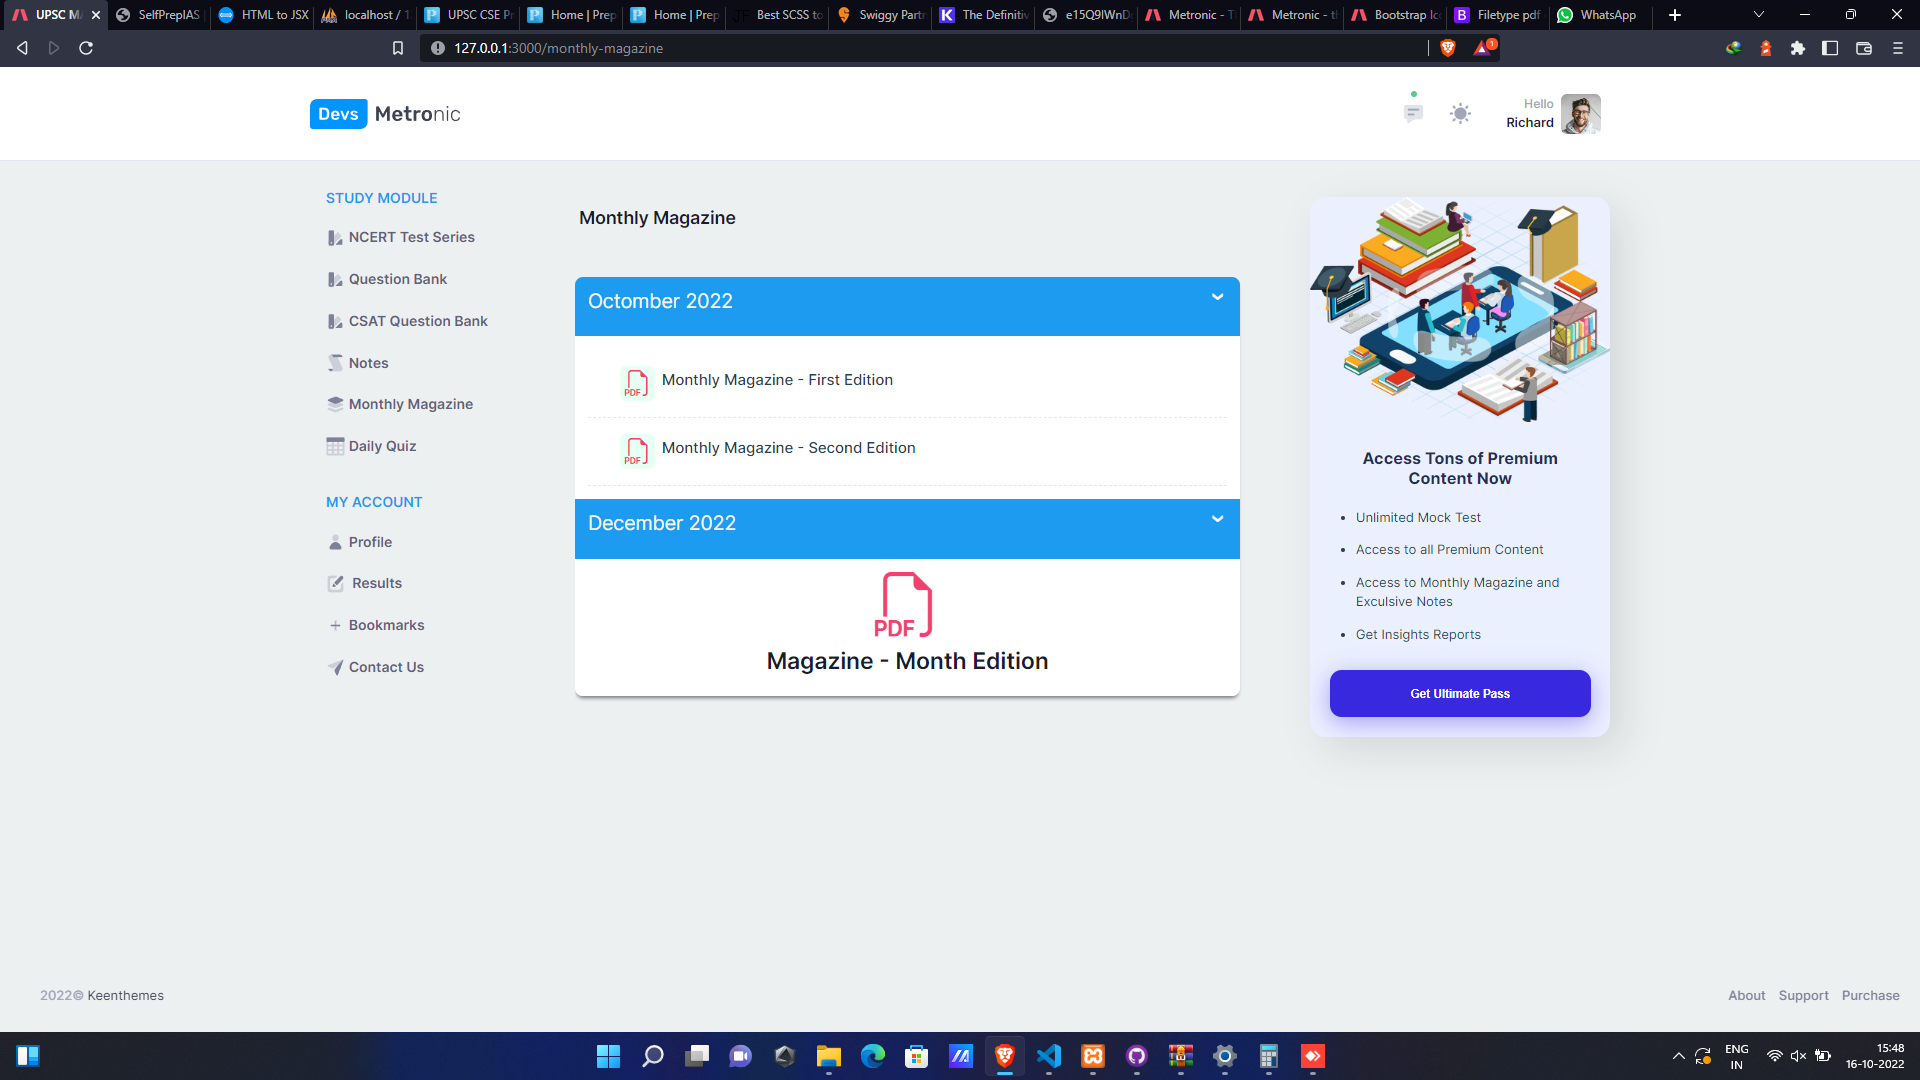 UPSC M
SelfPrepIAS
HTML to JSX
localhost / 1
UPSC CSE Pr
Home | Prep
Home | Prep
Best SCSS to
Swiggy Partn
The Definitiv
e15Q9lWnD
Metronic - T
Metronic - th
Bootstrap Ic
Filetype pdf
WhatsApp
127.0.0.1:3000/monthly-magazine
1
Devs Metronic
Hello
Richard
STUDY MODULE
NCERT Test Series
Question Bank
CSAT Question Bank
Notes
Monthly Magazine
Daily Quiz
MY ACCOUNT
Profile
Results
Bookmarks
Contact Us
Monthly Magazine
Octomber 2022
PDF Monthly Magazine - First Edition
PDF Monthly Magazine - Second Edition
December 2022
PDF
Magazine - Month Edition
Access Tons of Premium
Content Now
• Unlimited Mock Test
• Access to all Premium Content
• Access to Monthly Magazine and
Exculsive Notes
• Get Insights Reports
Get Ultimate Pass
2022© Keenthemes
About Support Purchase
ENG
IN
15:48
16-10-2022